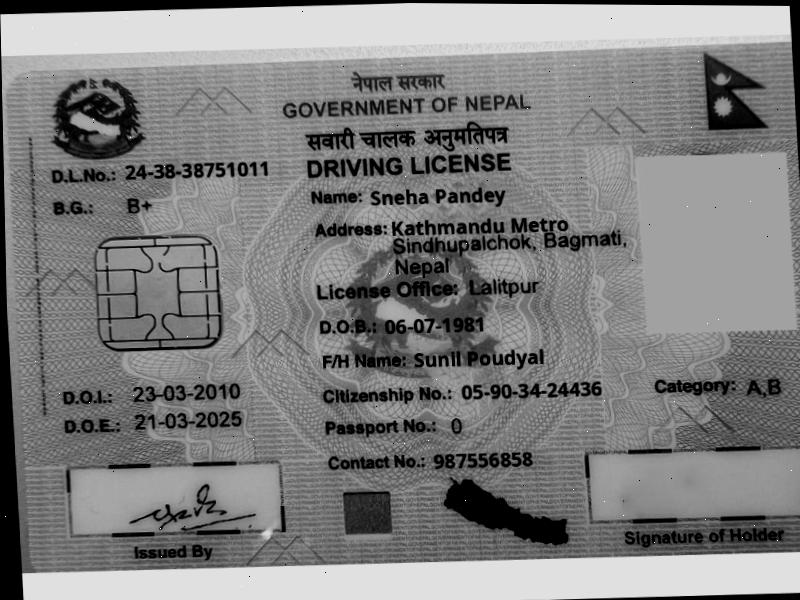 नेपाल सरकार
GOVERNMENT OF NEPAL
सवारी चालक अनुमतिपत्र
DRIVING LICENSE
D.L.No.: 24-38-38751011
B.G.: B+
Name: Sneha Pandey
Address: Kathmandu Metro
Sindhupalchok, Bagmati,
Nepal
License Office: Lalitpur
D.O.B.: 06-07-1981
F/H Name: Sunil Poudyal
D.O.I.: 23-03-2010
Citizenship No.: 05-90-34-24436
Category: A,B
D.O.E.: 21-03-2025
Passport No.: 0
Contact No.: 987556858
Issued By
Signature of Holder